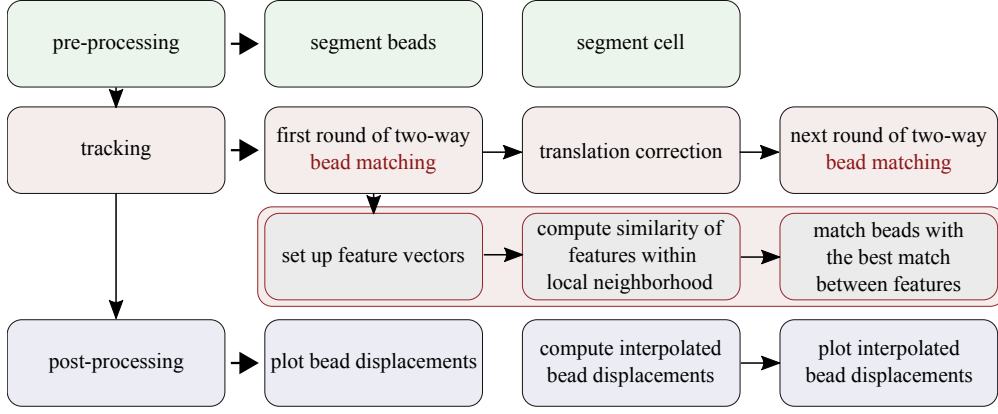 pre-processing
segment beads
segment cell
tracking
first round of two-way
bead matching
translation correction
next round of two-way
bead matching
set up feature vectors
compute similarity of
features within
local neighborhood
match beads with
the best match
between features
post-processing
plot bead displacements
compute interpolated
bead displacements
plot interpolated
bead displacements